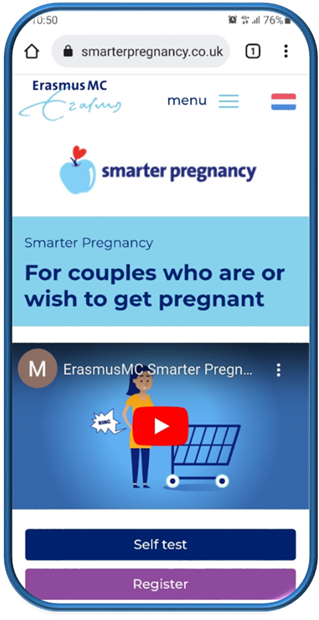 10:50 76%
smarterpregnancy.co.uk 1
Erasmus MC
Erasmus
menu
smarter pregnancy
Smarter Pregnancy
For couples who are or
wish to get pregnant
M ErasmusMC Smarter Pregn...
RING
Self test
Register